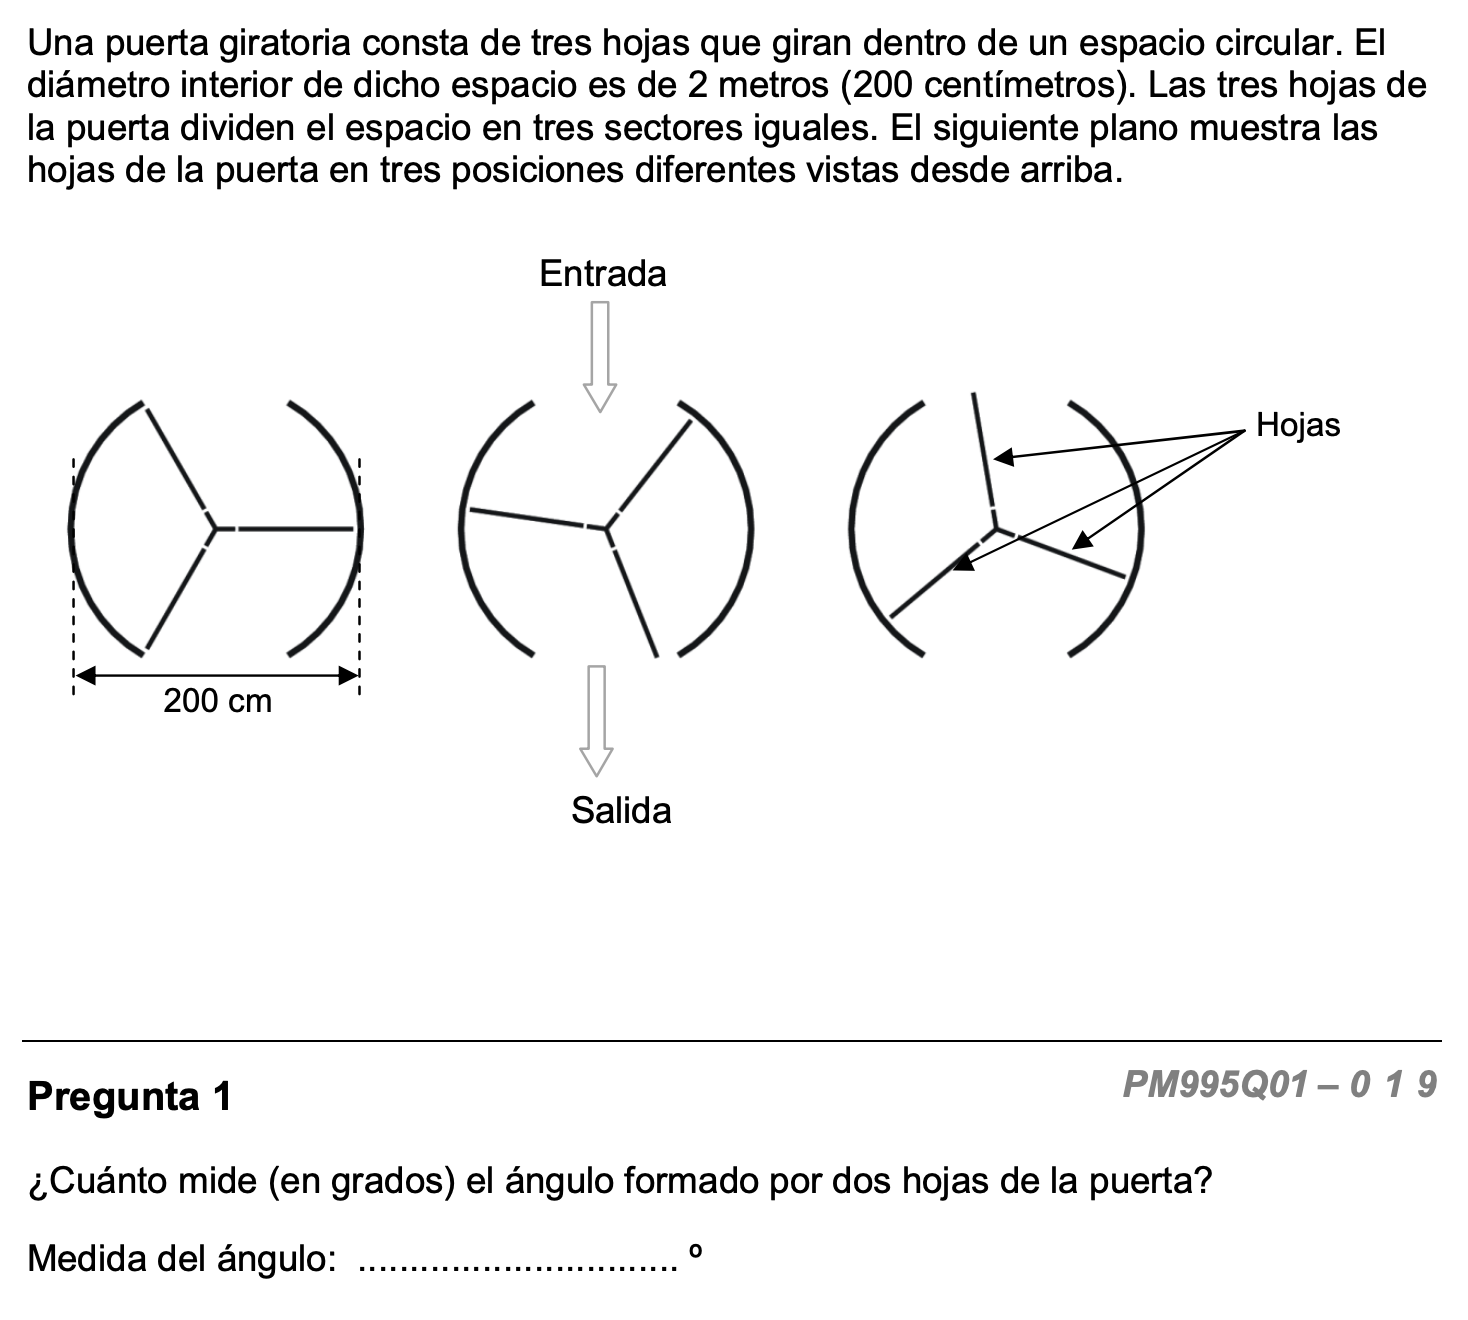 Una puerta giratoria consta de tres hojas que giran dentro de un espacio circular. El
diámetro interior de dicho espacio es de 2 metros (200 centímetros). Las tres hojas de
la puerta dividen el espacio en tres sectores iguales. El siguiente plano muestra las
hojas de la puerta en tres posiciones diferentes vistas desde arriba.
Entrada
Hojas
200 cm
Salida
Pregunta 1
PM995Q01 – 0 1 9
¿Cuánto mide (en grados) el ángulo formado por dos hojas de la puerta?
Medida del ángulo: ............................... º